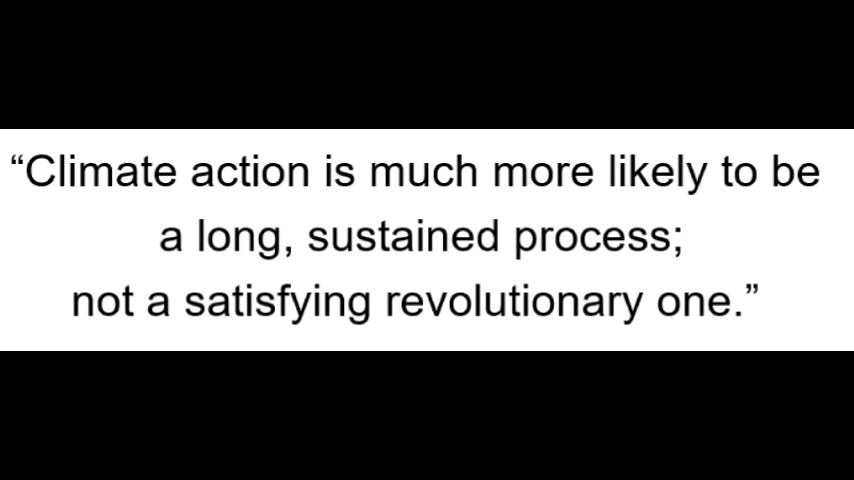 “Climate action is much more likely to be
a long, sustained process;
not a satisfying revolutionary one.”